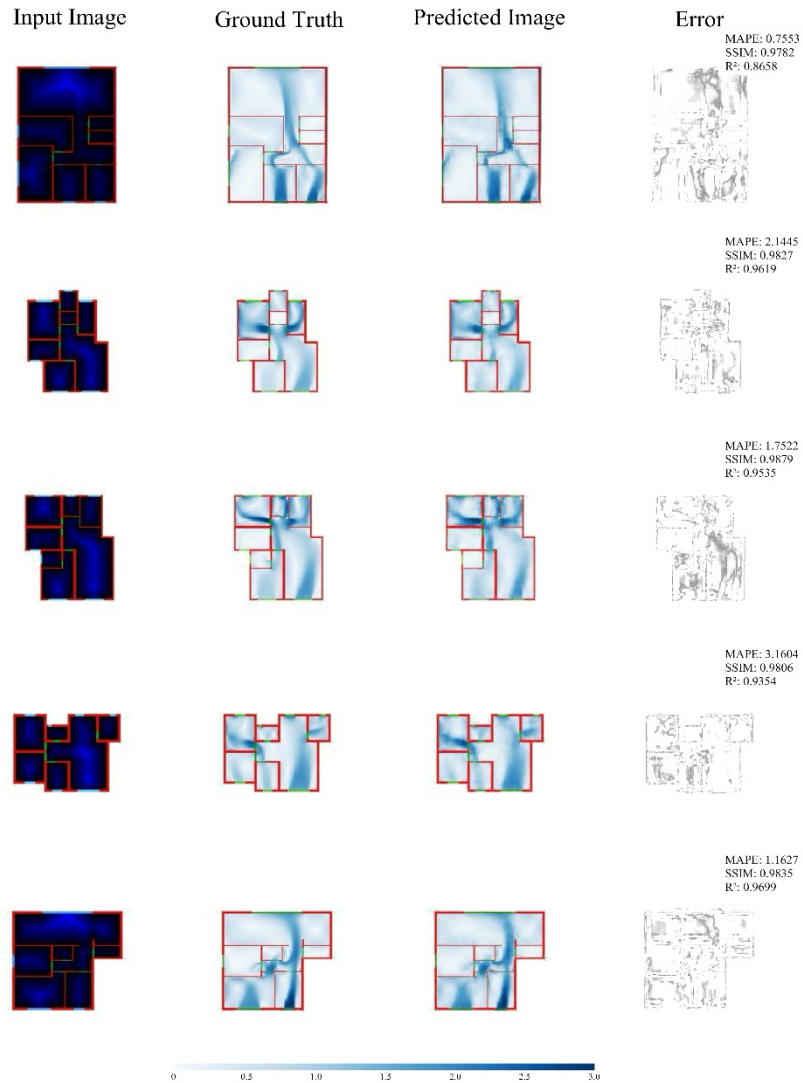 Input Image
Ground Truth
Predicted Image
Error
MAPE: 0.7553
SSIM: 0.9782
R²: 0.8658
MAPE: 2.1445
SSIM: 0.9827
R²: 0.9619
MAPE: 1.7522
SSIM: 0.9879
R²: 0.9535
MAPE: 3.1604
SSIM: 0.9806
R²: 0.9354
MAPE: 1.1627
SSIM: 0.9835
R²: 0.9699
0 0.5 1.0 1.5 2.0 2.5 3.0